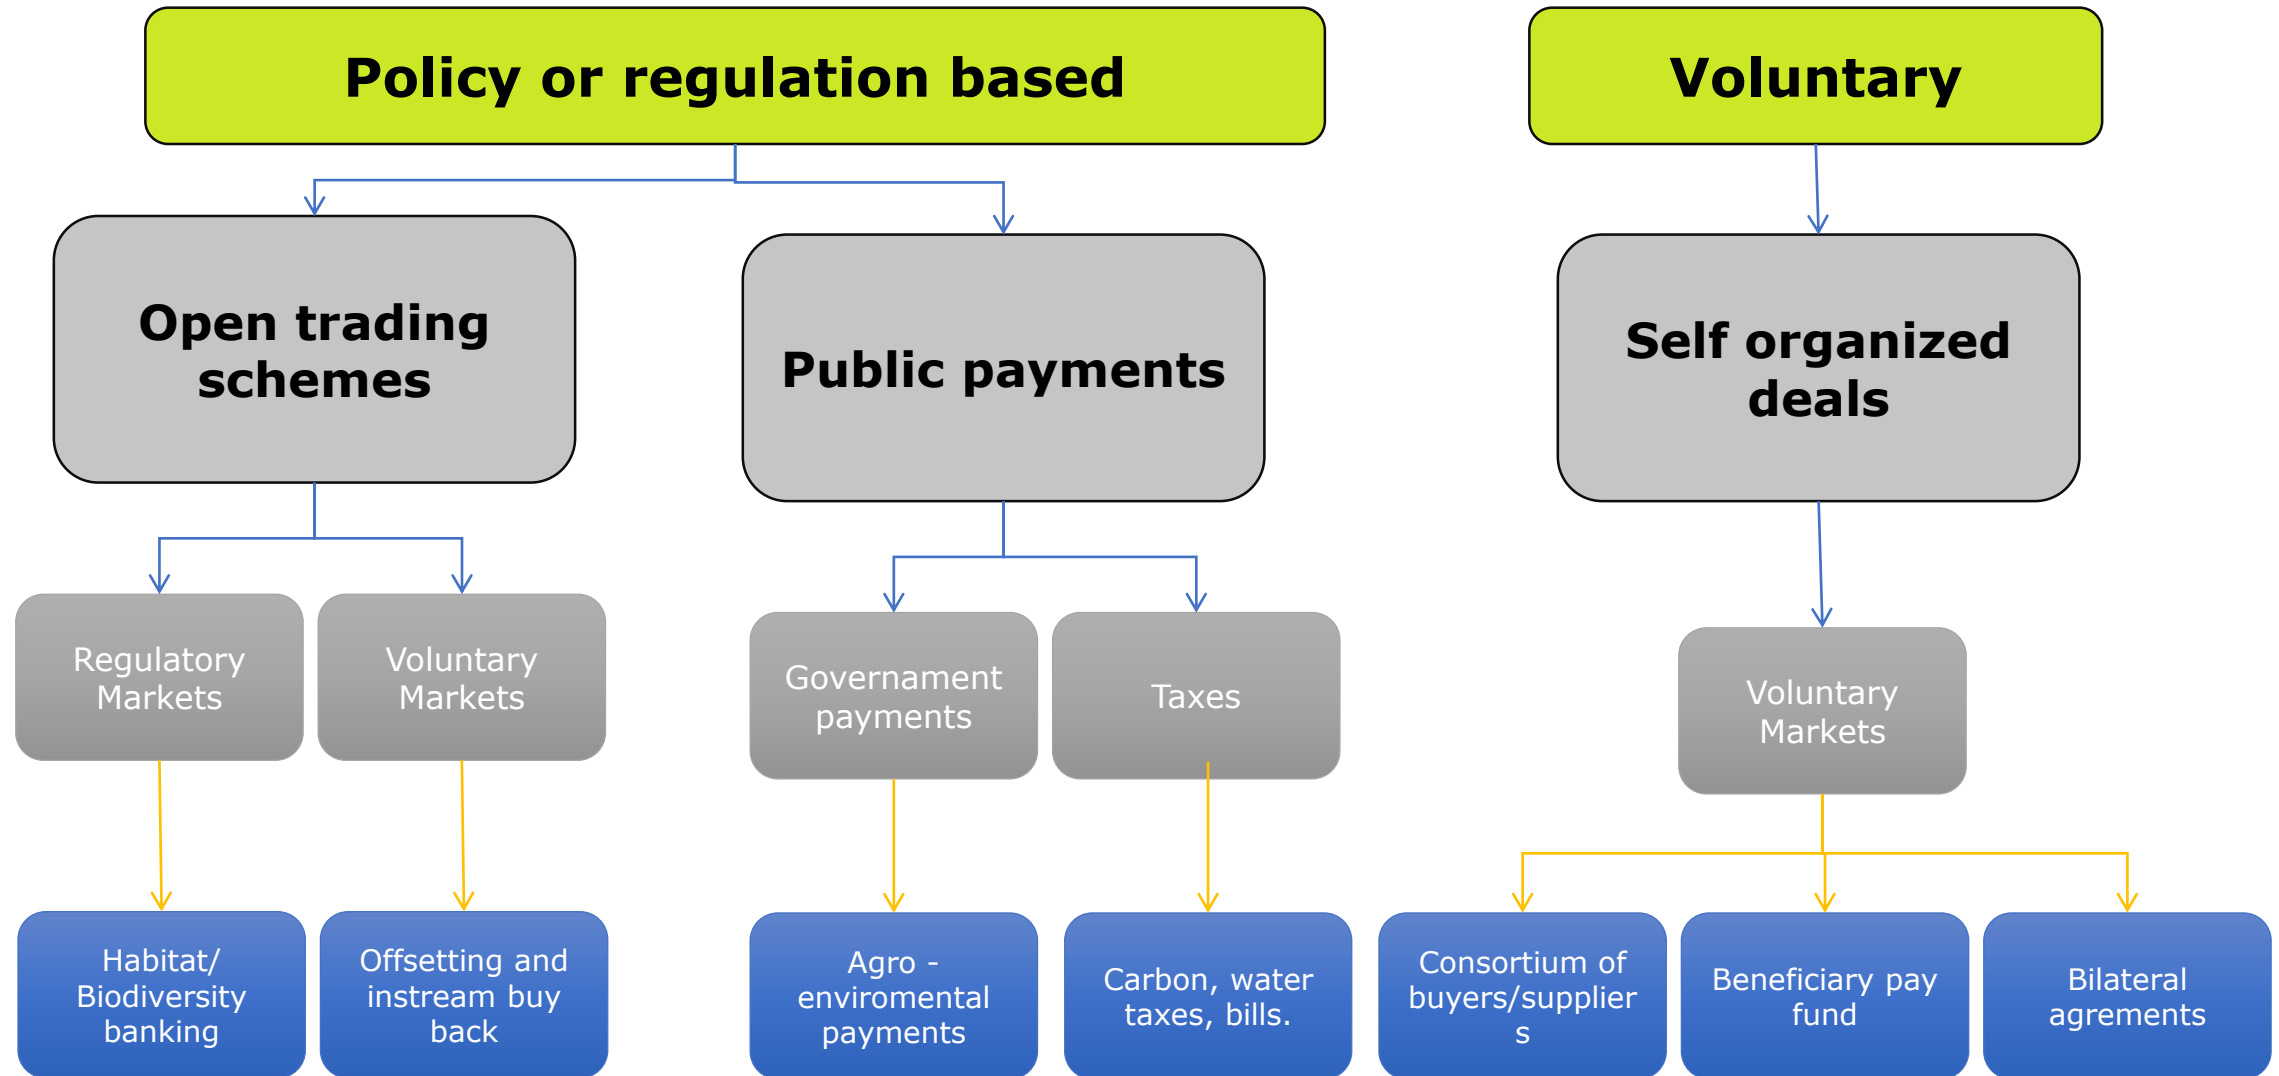 Policy or regulation based
Voluntary
Open trading
schemes
Public payments
Self organized
deals
Regulatory
Markets
Voluntary
Markets
Governament
payments
Taxes
Voluntary
Markets
Habitat/
Biodiversity
banking
Offsetting and
instream buy
back
Agro -
enviromental
payments
Carbon, water
taxes, bills.
Consortium of
buyers/supplier
s
Beneficiary pay
fund
Bilateral
agrements